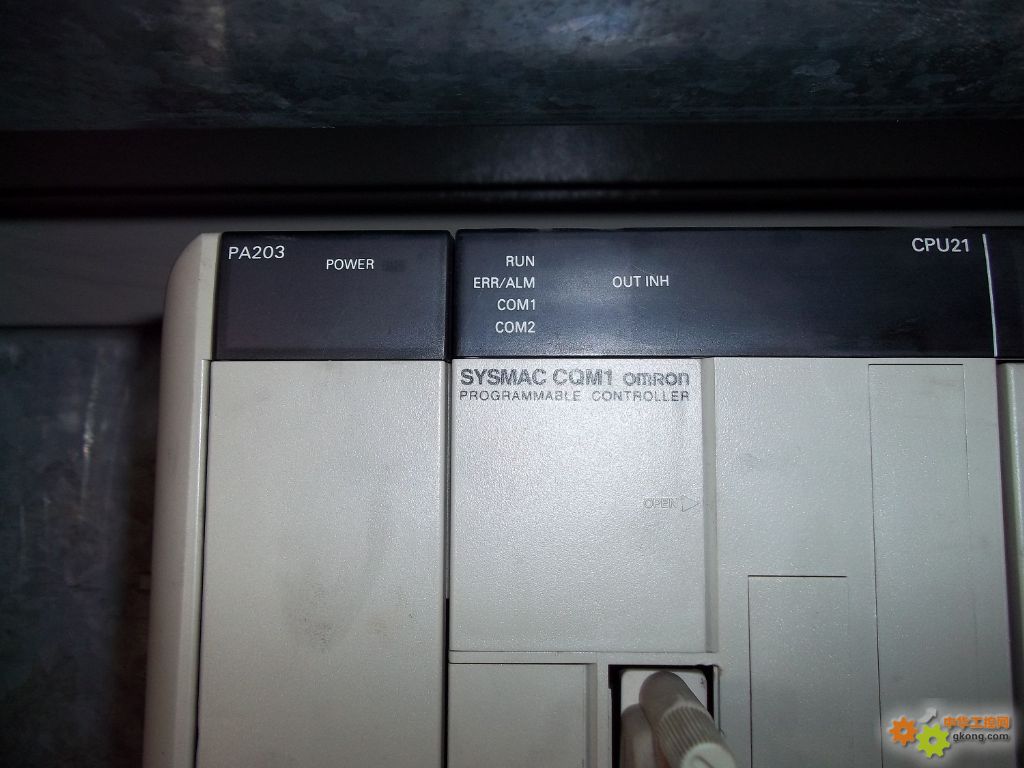 PA203
POWER
RUN
ERR/ALM
COM1
COM2
OUT INH
CPU21
SYSMAC CQM1 OMRON
PROGRAMMABLE CONTROLLER
OPEN
中华工控网
gkong.com